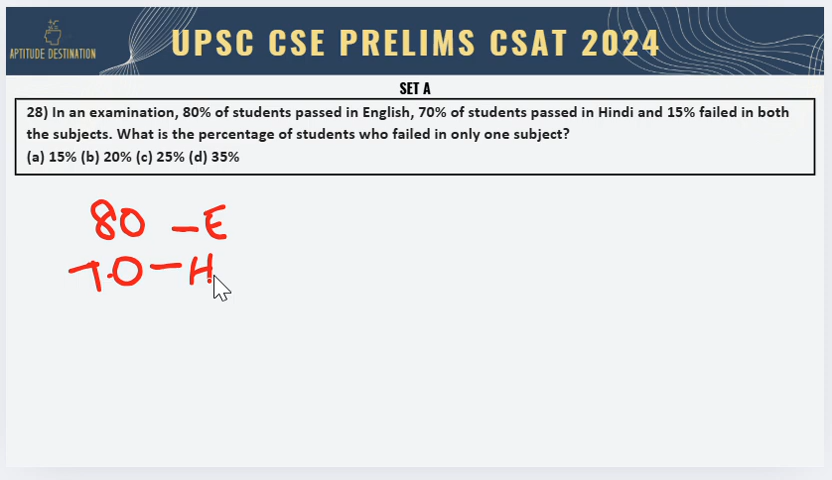 UPSC CSE PRELIMS CSAT 2024
APTITUDE DESTINATION
SET A
28) In an examination, 80% of students passed in English, 70% of students passed in Hindi and 15% failed in both
the subjects. What is the percentage of students who failed in only one subject?
(a) 15% (b) 20% (c) 25% (d) 35%
80 – E
70 – H